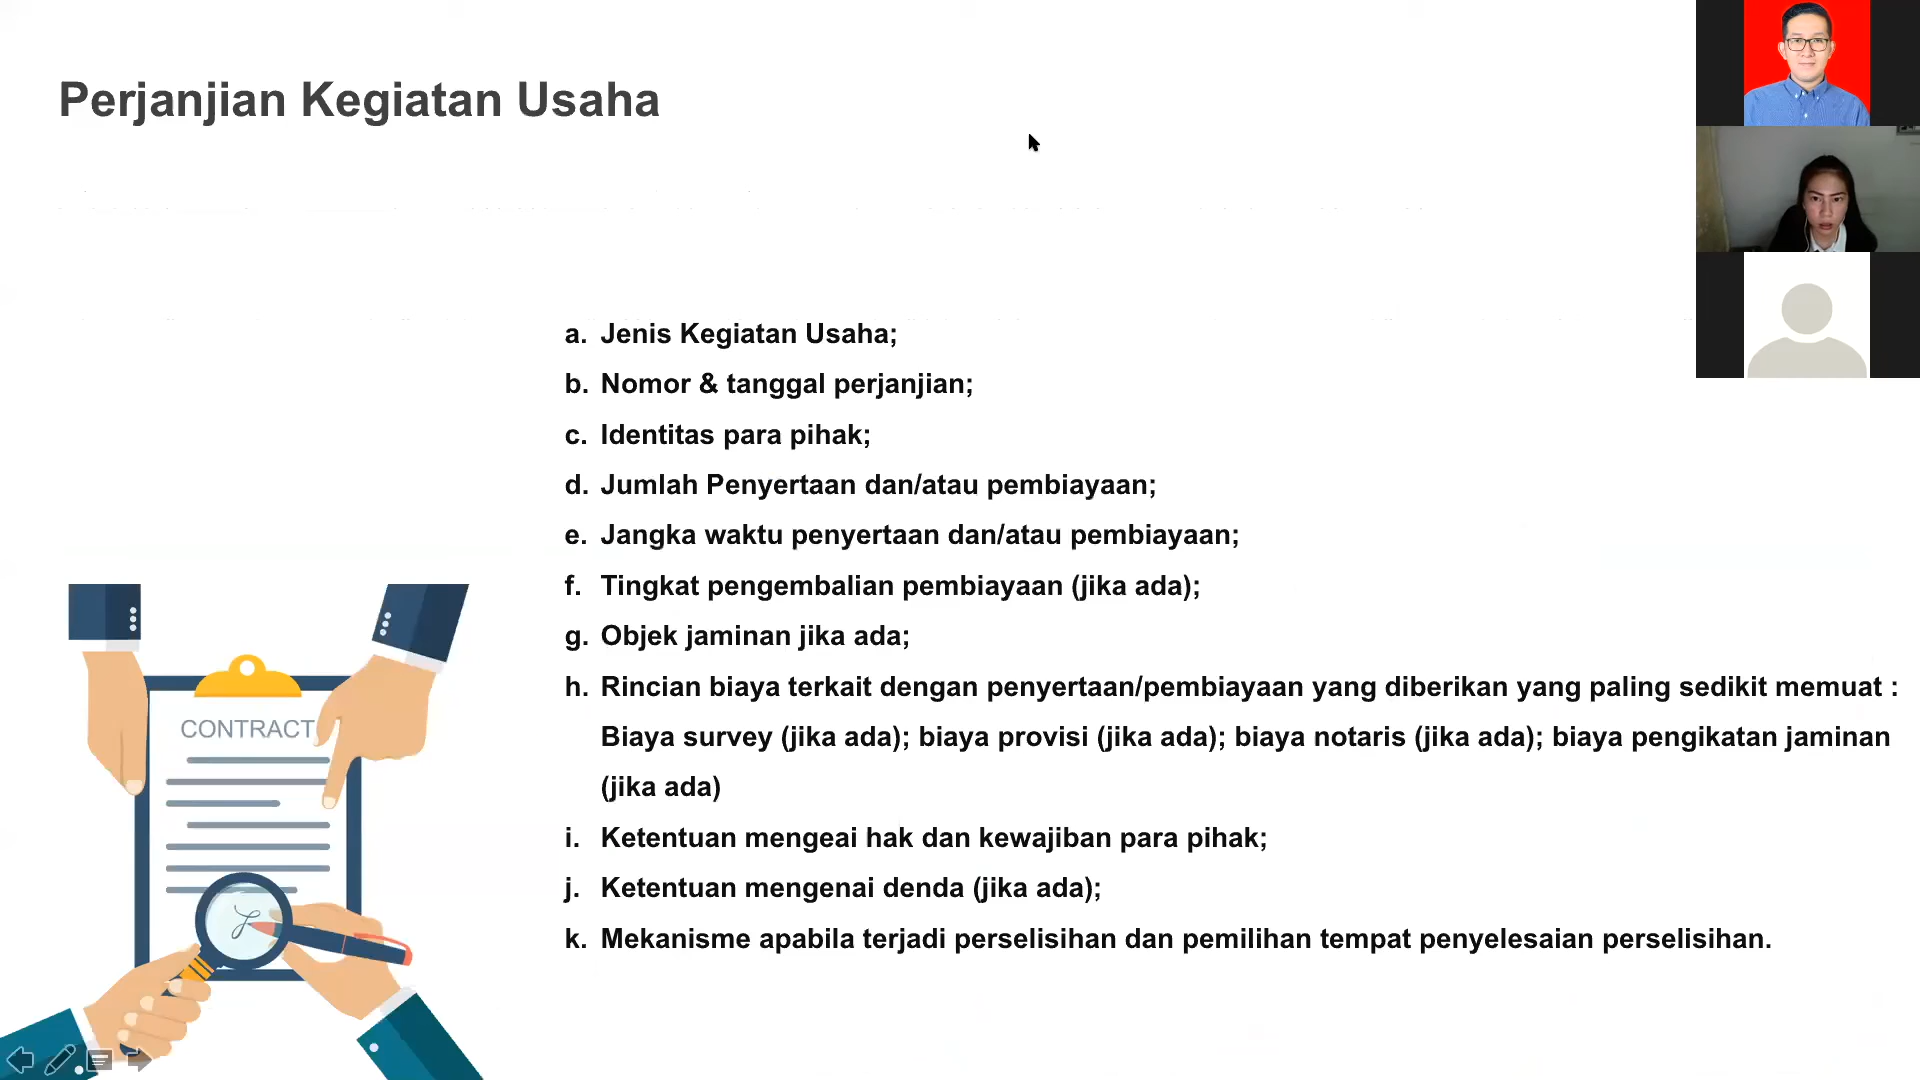 Perjanjian Kegiatan Usaha
a. Jenis Kegiatan Usaha;
b. Nomor & tanggal perjanjian;
c. Identitas para pihak;
d. Jumlah Penyertaan dan/atau pembiayaan;
e. Jangka waktu penyertaan dan/atau pembiayaan;
f. Tingkat pengembalian pembiayaan (jika ada);
g. Objek jaminan jika ada;
h. Rincian biaya terkait dengan penyertaan/pembiayaan yang diberikan yang paling sedikit memuat :
Biaya survey (jika ada); biaya provisi (jika ada); biaya notaris (jika ada); biaya pengikatan jaminan
(jika ada)
i. Ketentuan mengeai hak dan kewajiban para pihak;
j. Ketentuan mengenai denda (jika ada);
k. Mekanisme apabila terjadi perselisihan dan pemilihan tempat penyelesaian perselisihan.
CONTRACT